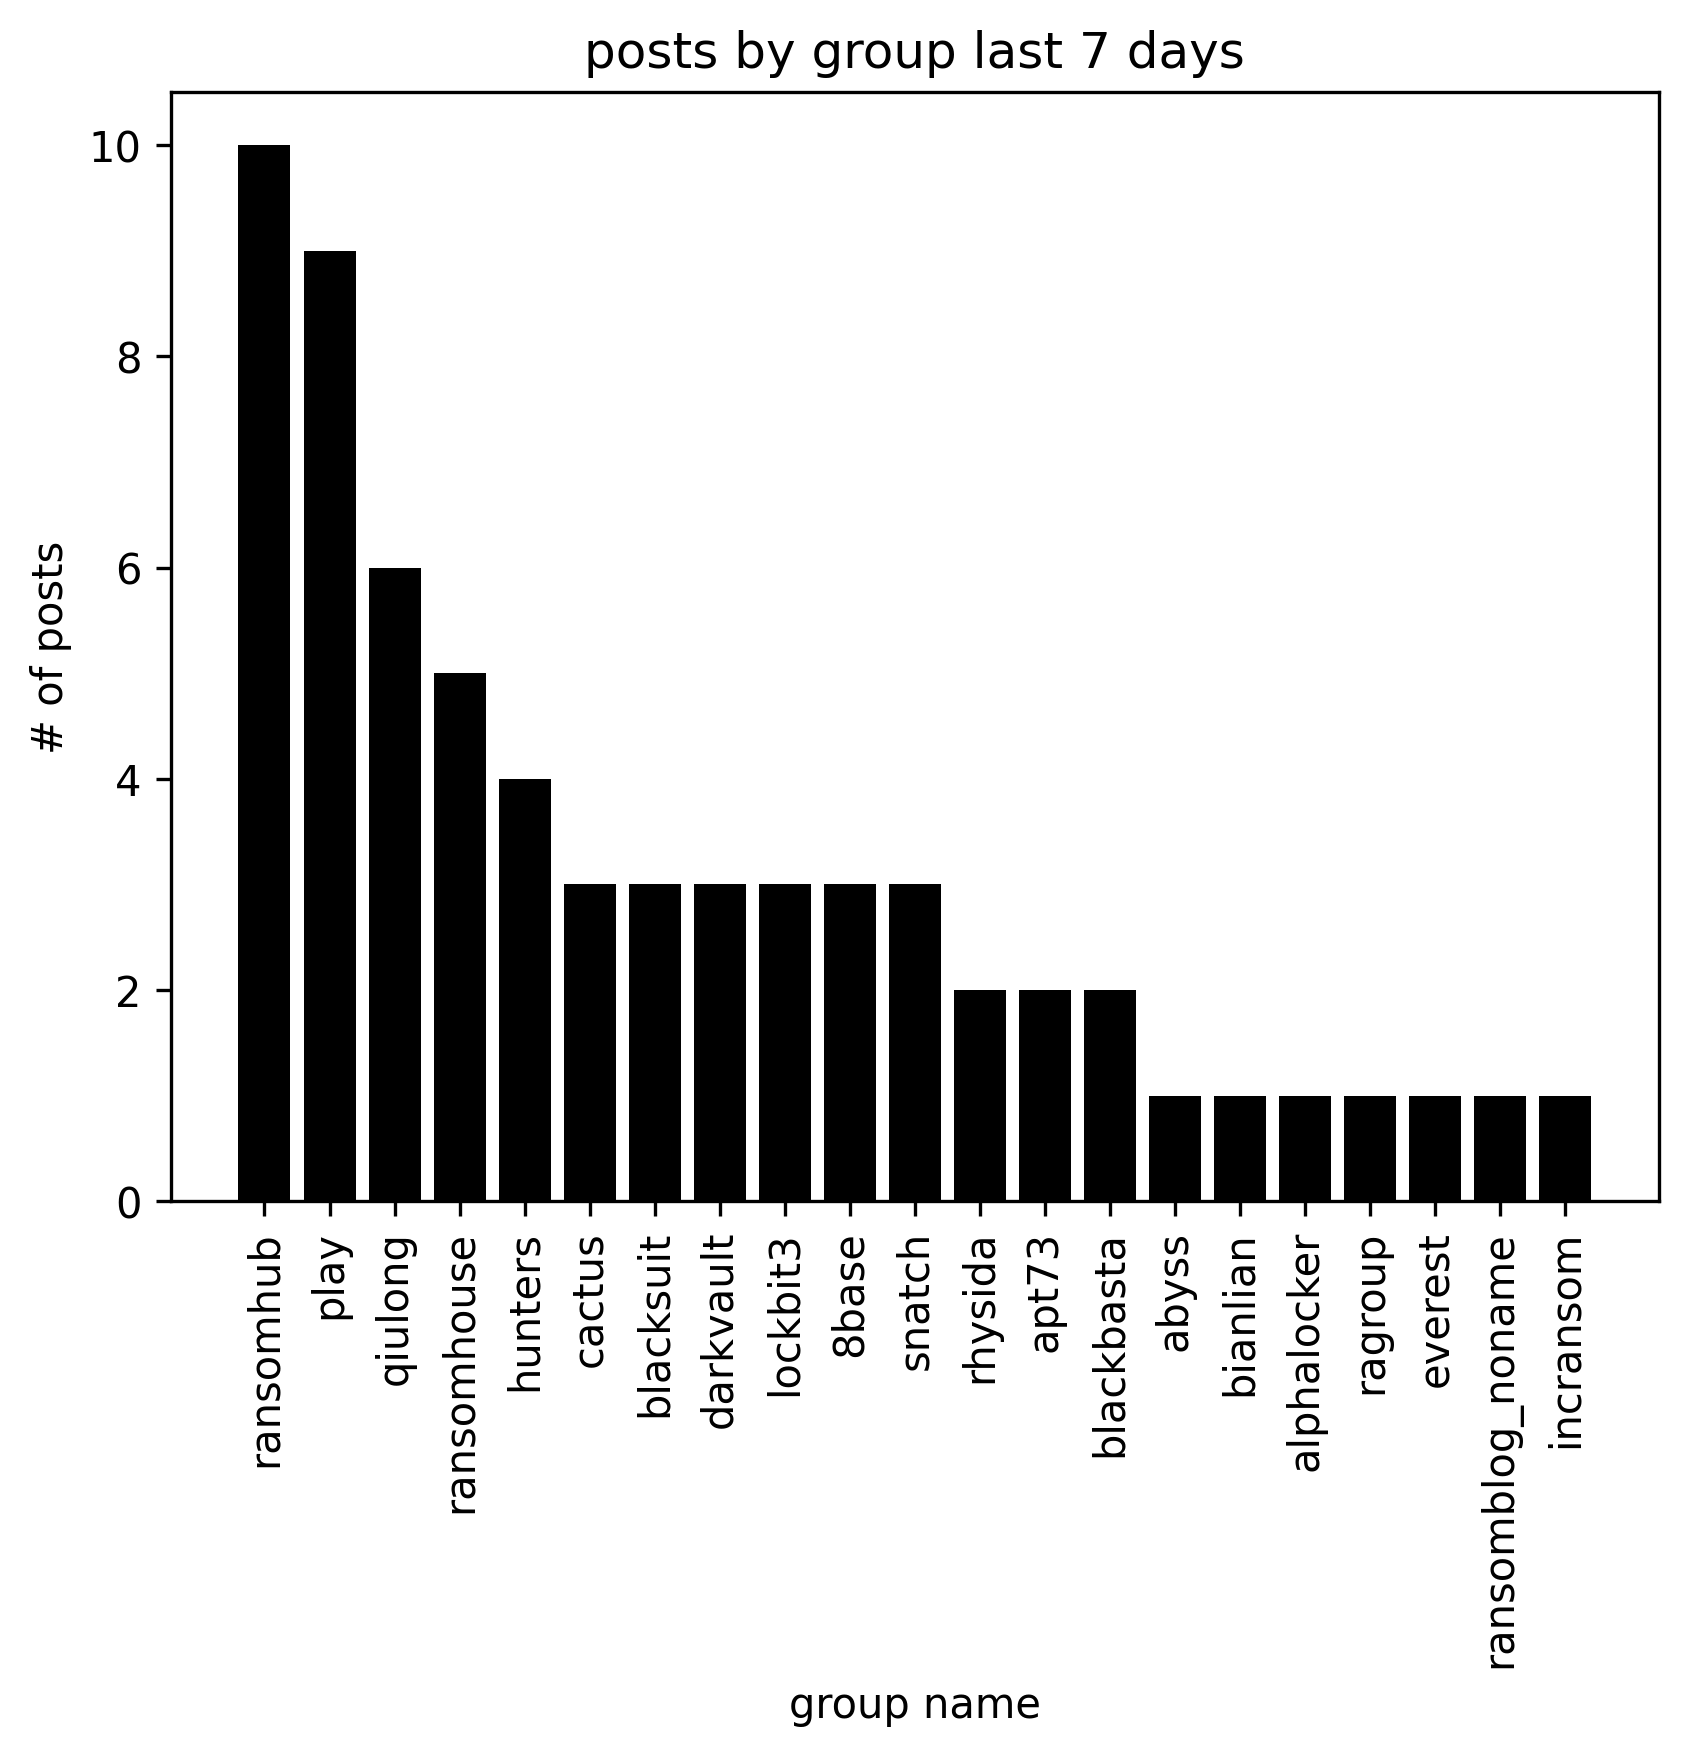 posts by group last 7 days
# of posts
10
8
6
4
2
0
ransomhub
play
qiulong
ransomhouse
hunters
cactus
blacksuit
darkvault
lockbit3
8base
snatch
rhysida
apt73
blackbasta
abyss
bianlian
alphalocker
ragroup
everest
ransomblog_noname
incransom
group name